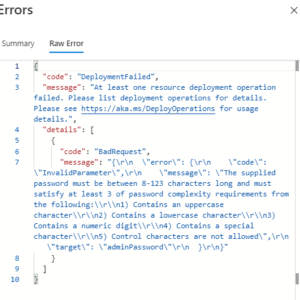 Errors
Summary Raw Error
1 {
2 "code": "DeploymentFailed",
3 "message": "At least one resource deployment operation
failed. Please list deployment operations for details.
Please see https://aka.ms/DeployOperations for usage
details.",
4 "details": [
5 {
6 "code": "BadRequest",
7 "message": "{\r\n  \"error\": {\r\n    \"code\":
\"InvalidParameter\",\r\n    \"message\": \"The supplied
password must be between 8-123 characters long and must
satisfy at least 3 of password complexity requirements from
the following:\\r\\n1) Contains an uppercase
character\\r\\n2) Contains a lowercase character\\r\\n3)
Contains a numeric digit\\r\\n4) Contains a special
character\\r\\n5) Control characters are not allowed\",\r\n
\"target\": \"adminPassword\"\r\n  }\r\n}"
8 }
9 ]
10 }